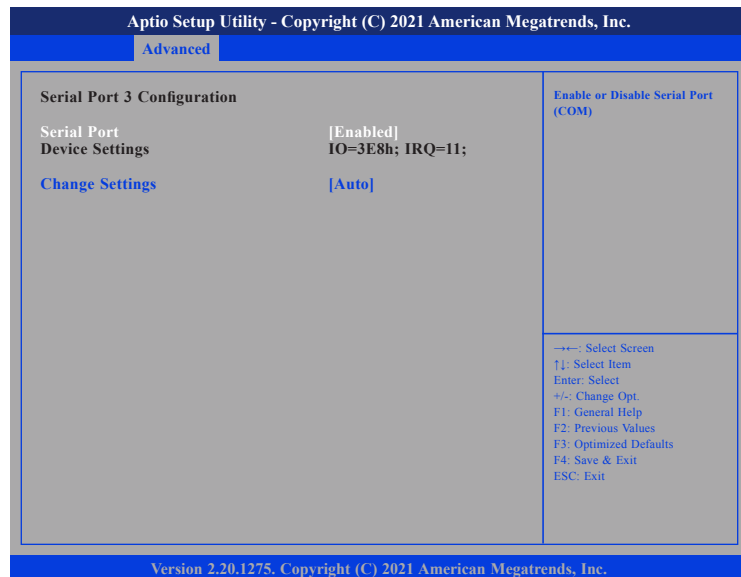 Aptio Setup Utility - Copyright (C) 2021 American Megatrends, Inc.
Advanced
Serial Port 3 Configuration
Serial Port [Enabled]
Device Settings IO=3E8h; IRQ=11;
Change Settings [Auto]
Enable or Disable Serial Port
(COM)
→←: Select Screen
↑↓: Select Item
Enter: Select
+/-: Change Opt.
F1: General Help
F2: Previous Values
F3: Optimized Defaults
F4: Save & Exit
ESC: Exit
Version 2.20.1275. Copyright (C) 2021 American Megatrends, Inc.